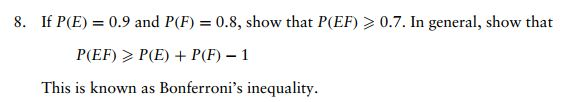 8. If P(E) = 0.9 and P(F) = 0.8, show that P(EF) ⩾ 0.7. In general, show that
P(EF) ⩾ P(E) + P(F) − 1
This is known as Bonferroni’s inequality.